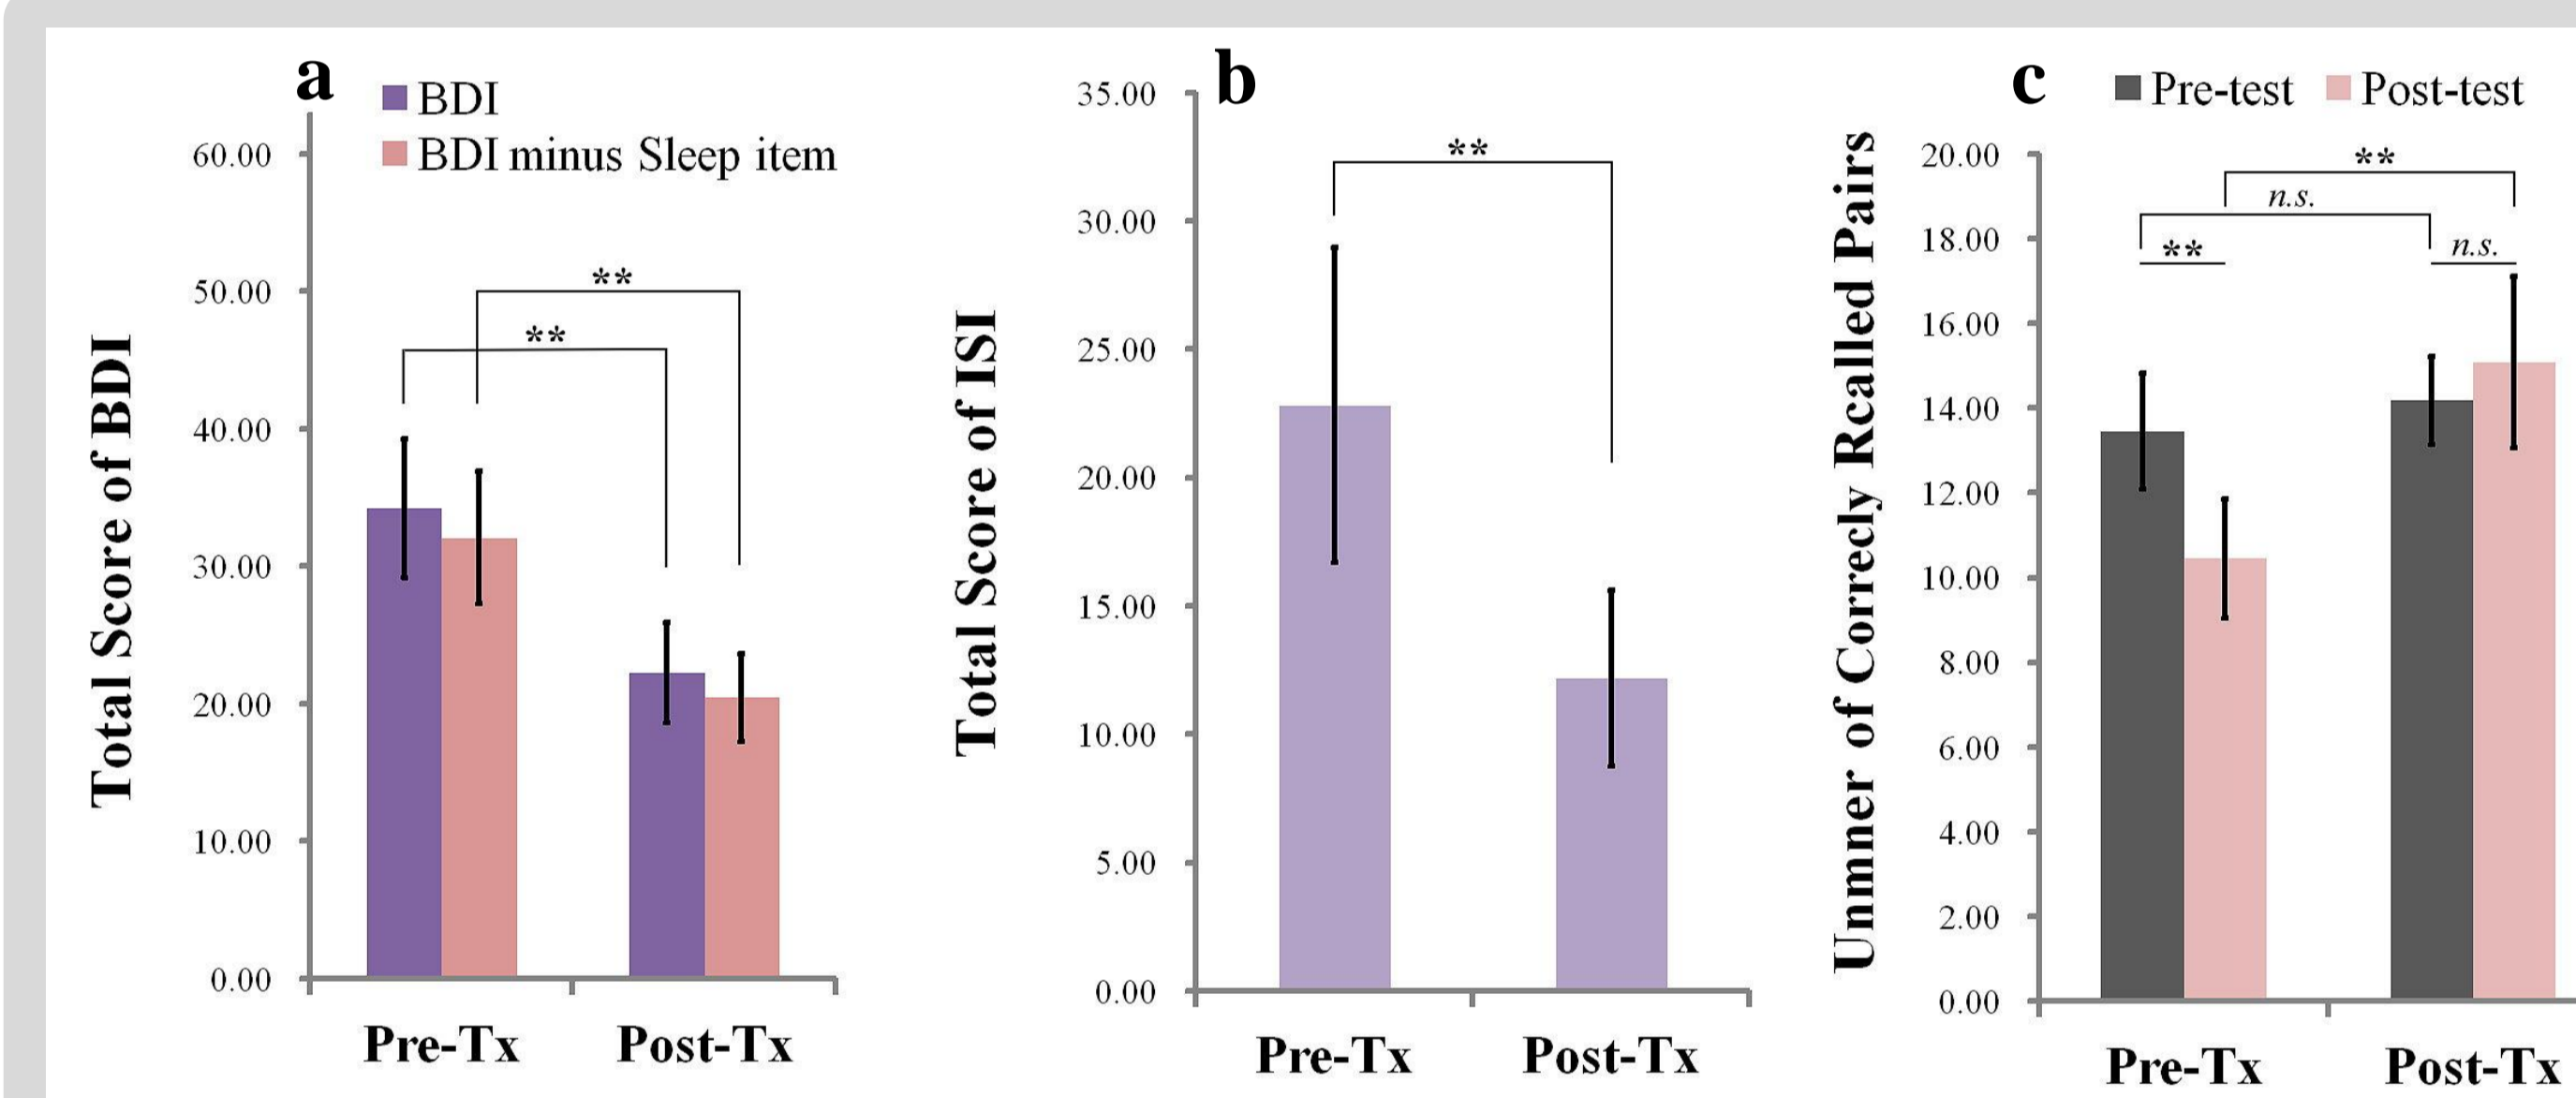 a
BDI
BDI minus Sleep item
Total Score of BDI
60.00
50.00
40.00
30.00
20.00
10.00
0.00
**
**
Pre-Tx
Post-Tx
b
Total Score of ISI
35.00
30.00
25.00
20.00
15.00
10.00
5.00
0.00
**
Pre-Tx
Post-Tx
c
Pre-test
Post-test
Unmner of Correcly Rcalled Pairs
20.00
18.00
16.00
14.00
12.00
10.00
8.00
6.00
4.00
2.00
0.00
**
n.s.
**
n.s.
Pre-Tx
Post-Tx